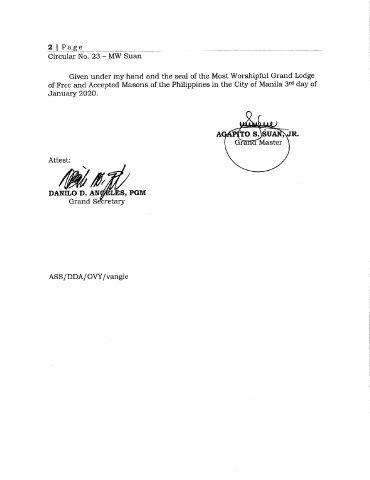 2 | Page
Circular No. 23 – MW Suan
Given under my hand and the seal of the Most Worshipful Grand Lodge
of Free and Accepted Masons of the Philippines in the City of Manila 3rd day of
January 2020.
AGAPITO S. SUAN, JR.
Grand Master
Attest:
DANILO D. ANGELES, PGM
Grand Secretary
ASS/DDA/OVY/vangie